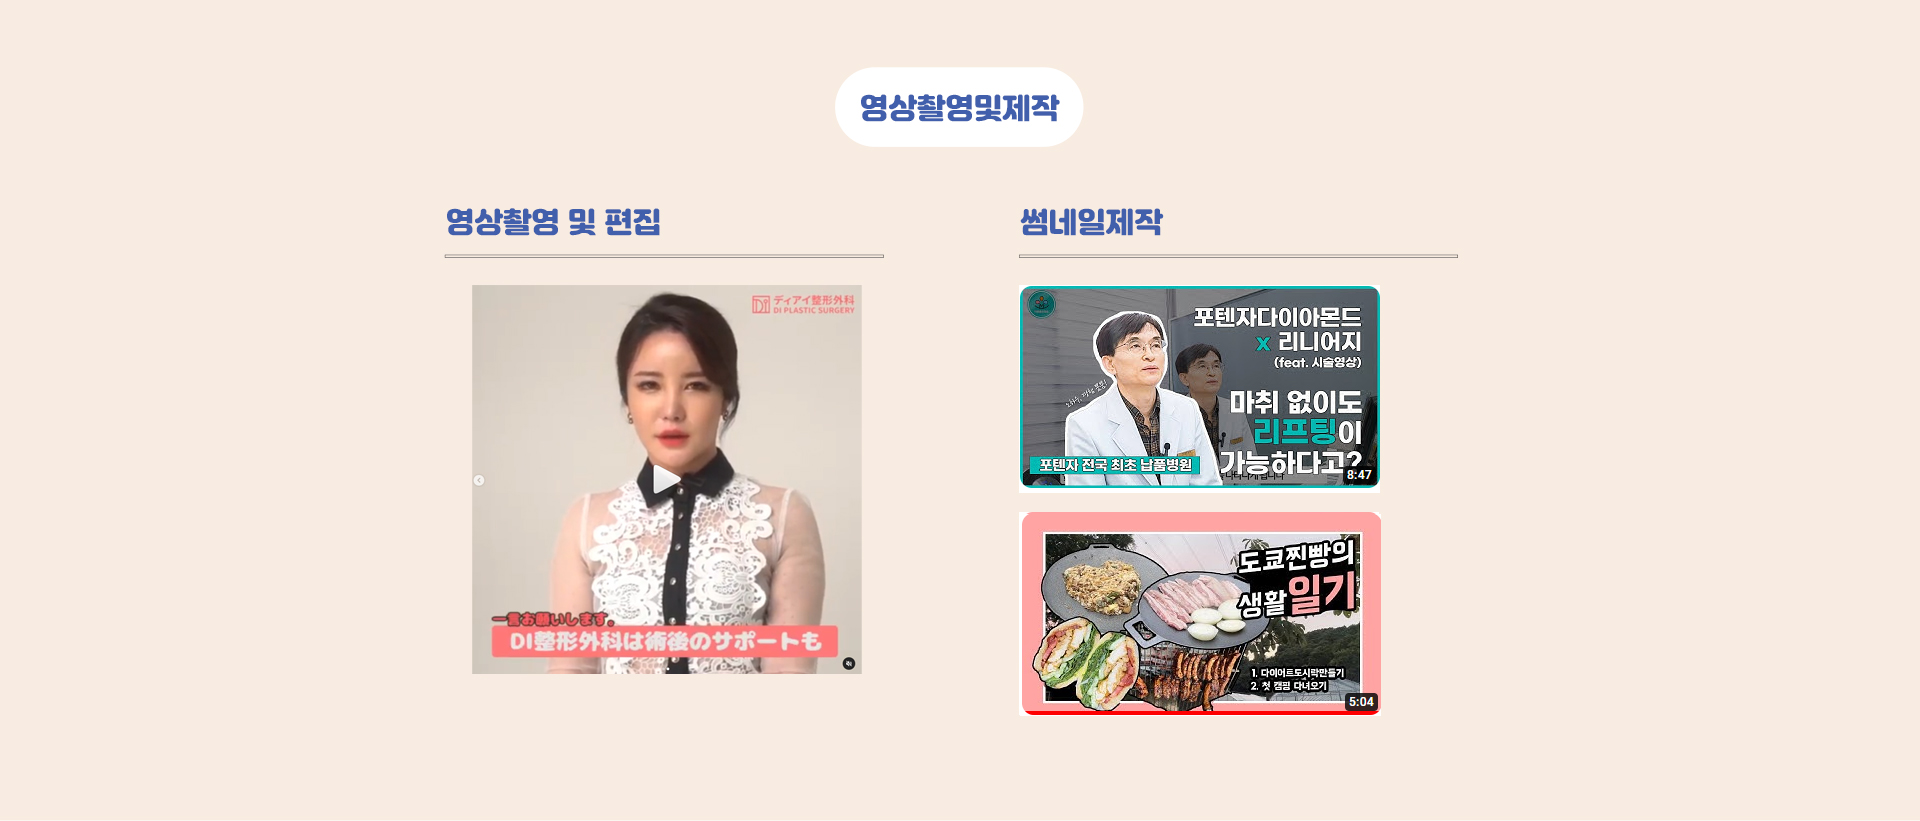 영상촬영및제작
영상촬영 및 편집
DI ディアイ整形外科
DI PLASTIC SURGERY
一言お願いします。
DI整形外科は術後のサポートも
썸네일제작
포텐자다이아몬드
x 리니어지
(feat. 시술영상)
마취 없이도
리프팅이
가능하다고?
포텐자 전국 최초 납품병원
8:47
도쿄찐빵의
생활일기
1. 다이어트도시락만들기
2. 첫 캠핑 다녀오기
5:04